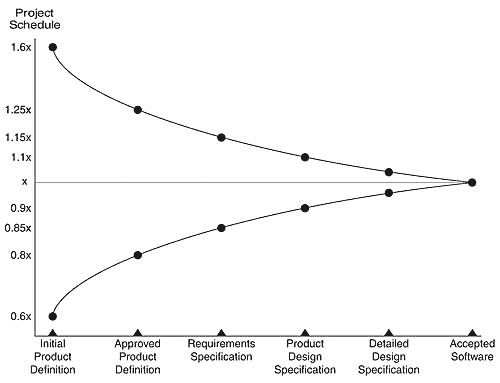 Project
Schedule
1.6x
1.25x
1.15x
1.1x
x
0.9x
0.85x
0.8x
0.6x
Initial
Product
Definition
Approved
Product
Definition
Requirements
Specification
Product
Design
Specification
Detailed
Design
Specification
Accepted
Software